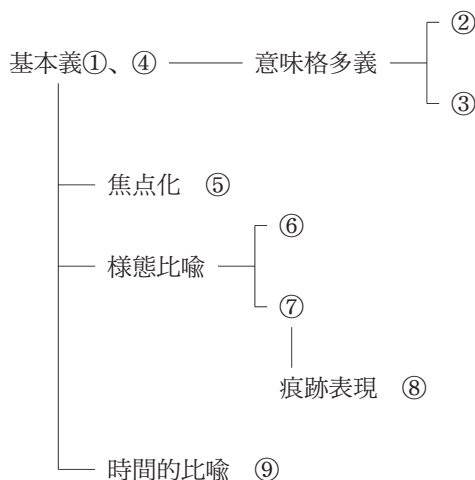 ②
基本義①、④ 意味格多義
③
焦点化 ⑤
⑥
様態比喩
⑦
痕跡表現 ⑧
時間的比喩 ⑨